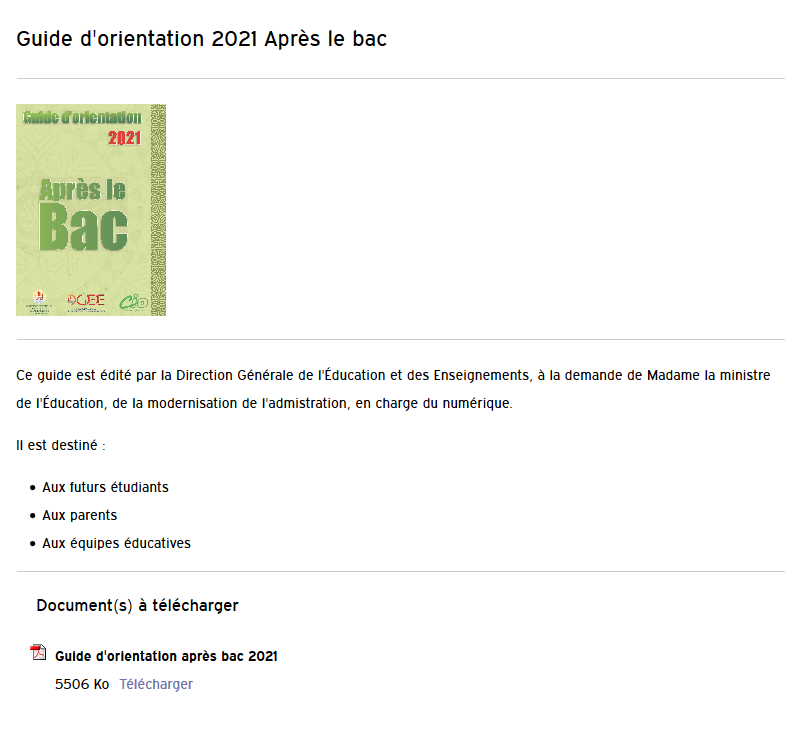 Guide d'orientation 2021 Après le bac
Guide d'orientation
2021
Après le
Bac
DGEE
Ce guide est édité par la Direction Générale de l'Éducation et des Enseignements, à la demande de Madame la ministre
de l'Éducation, de la modernisation de l'admistration, en charge du numérique.
Il est destiné :
• Aux futurs étudiants
• Aux parents
• Aux équipes éducatives
Document(s) à télécharger
Guide d'orientation après bac 2021
5506 Ko Télécharger